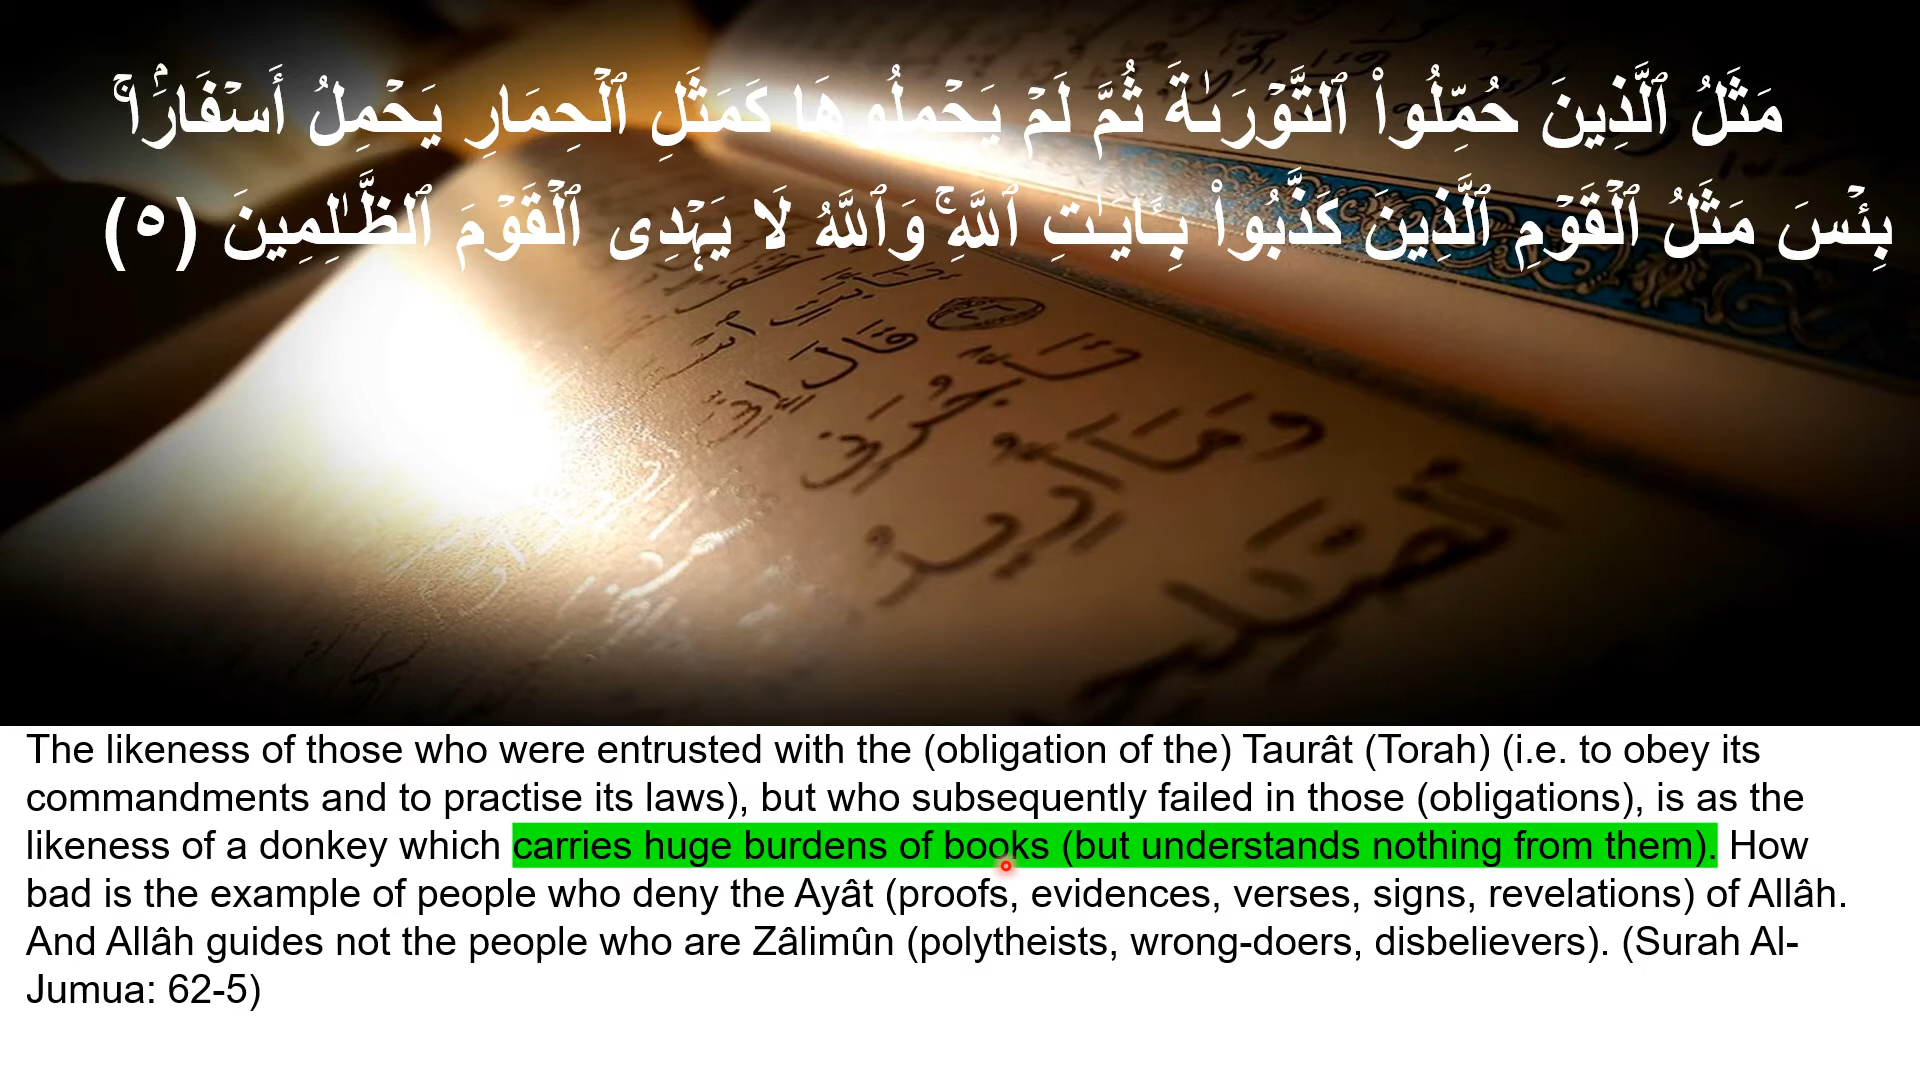 مَثَلُ ٱلَّذِينَ حُمِّلُوا۟ ٱلتَّوْرَىٰةَ ثُمَّ لَمْ يَحْمِلُوهَا كَمَثَلِ ٱلْحِمَارِ يَحْمِلُ أَسْفَارًۢا ۚ
بِئْسَ مَثَلُ ٱلْقَوْمِ ٱلَّذِينَ كَذَّبُوا۟ بِـَٔايَـٰتِ ٱللَّهِ ۚ وَٱللَّهُ لَا يَهْدِى ٱلْقَوْمَ ٱلظَّـٰلِمِينَ (٥)
قَالَ إِنِّي
تَأْجُرَنِي
وَمَا أُرِيدُ
The likeness of those who were entrusted with the (obligation of the) Taurât (Torah) (i.e. to obey its
commandments and to practise its laws), but who subsequently failed in those (obligations), is as the
likeness of a donkey which carries huge burdens of books (but understands nothing from them). How
bad is the example of people who deny the Ayât (proofs, evidences, verses, signs, revelations) of Allâh.
And Allâh guides not the people who are Zâlimûn (polytheists, wrong-doers, disbelievers). (Surah Al-
Jumua: 62-5)